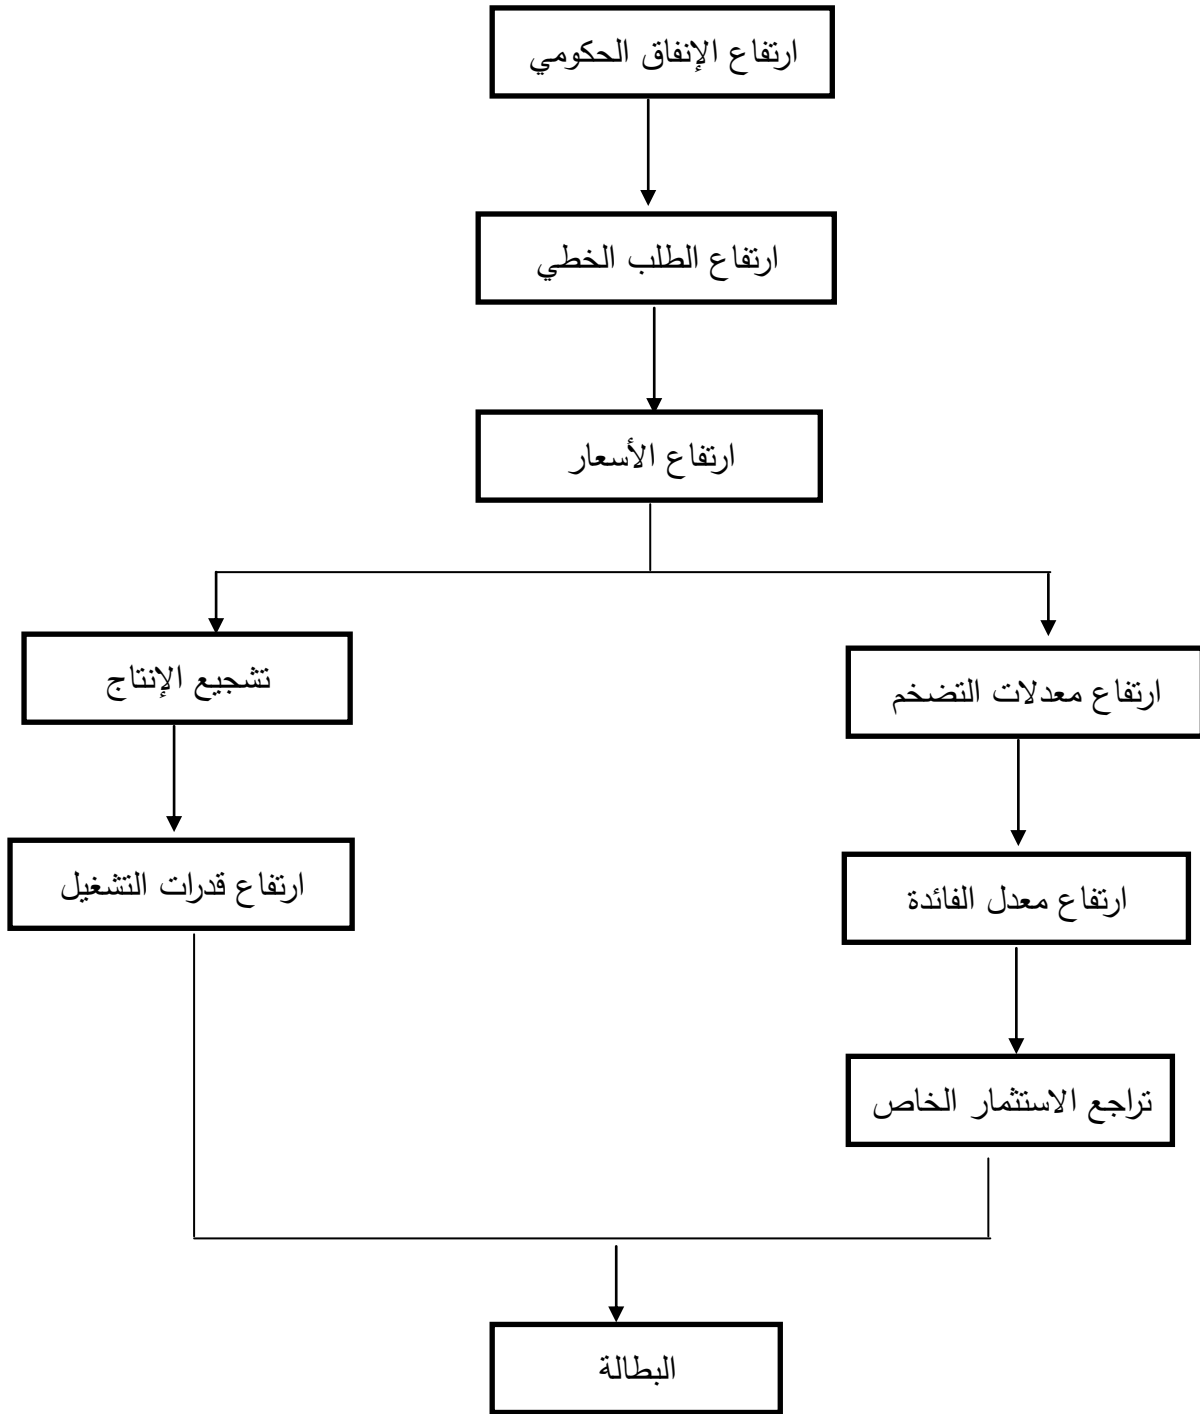 ارتفاع الإنفاق الحكومي
ارتفاع الطلب الخطي
ارتفاع الأسعار
ارتفاع معدلات التضخم
تشجيع الإنتاج
ارتفاع معدل الفائدة
ارتفاع قدرات التشغيل
تراجع الاستثمار الخاص
البطالة